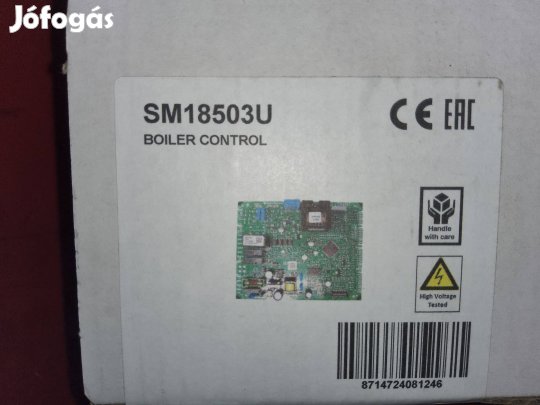 Jófogás
SM18503U
BOILER CONTROL
CE EAC
Handle
with care
High Voltage
Tested
8714724081246